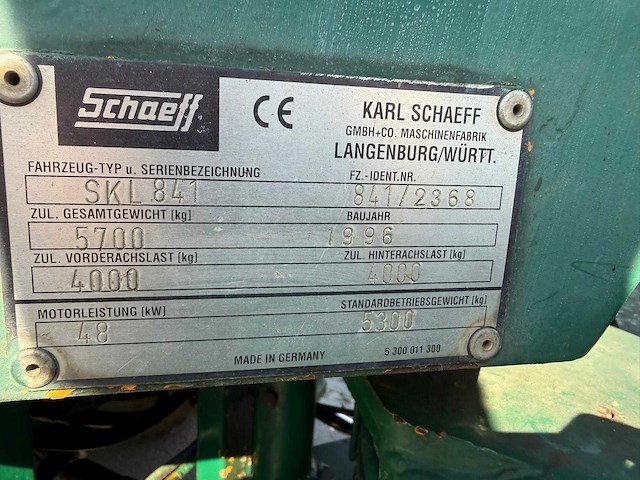 Schaeff
CE
KARL SCHAEFF
GMBH+CO. MASCHINENFABRIK
LANGENBURG/WÜRTT.
FAHRZEUG-TYP u. SERIENBEZEICHNUNG
FZ.-IDENT.NR.
SKL 841
841/2368
ZUL. GESAMTGEWICHT [kg]
BAUJAHR
5700
1996
ZUL. VORDERACHSLAST [kg]
ZUL. HINTERACHSLAST [kg]
4000
4000
MOTORLEISTUNG [kW]
STANDARDBETRIEBSGEWICHT [kg]
48
5300
MADE IN GERMANY
5 300 011 300